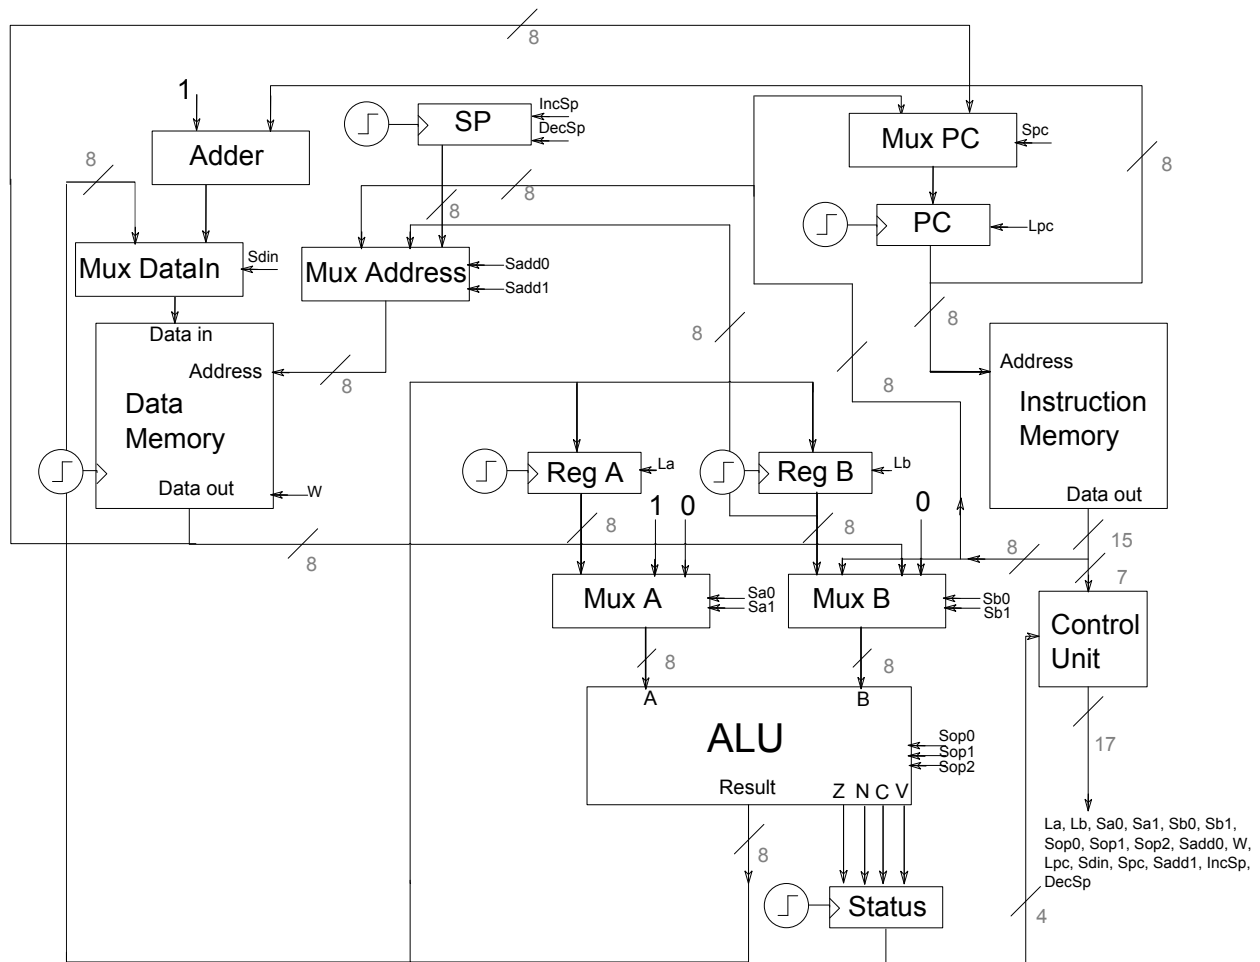 8
1
IncSp
DecSp
SP
Adder
Mux PC
Spc
8
8
8
8
PC
Lpc
Mux DataIn
Sdin
Mux Address
Sadd0
Sadd1
8
Data in
Address
Data
Memory
Data out
W
8
8
8
Address
Instruction
Memory
Data out
Reg A
La
Reg B
Lb
1 0
0
8
8
8
8
15
7
Mux A
Sa0
Sa1
Mux B
Sb0
Sb1
Control
Unit
8
8
A
B
ALU
Sop0
Sop1
Sop2
Result
Z N C V
17
8
La, Lb, Sa0, Sa1, Sb0, Sb1,
Sop0, Sop1, Sop2, Sadd0, W,
Lpc, Sdin, Spc, Sadd1, IncSp,
DecSp
Status
4